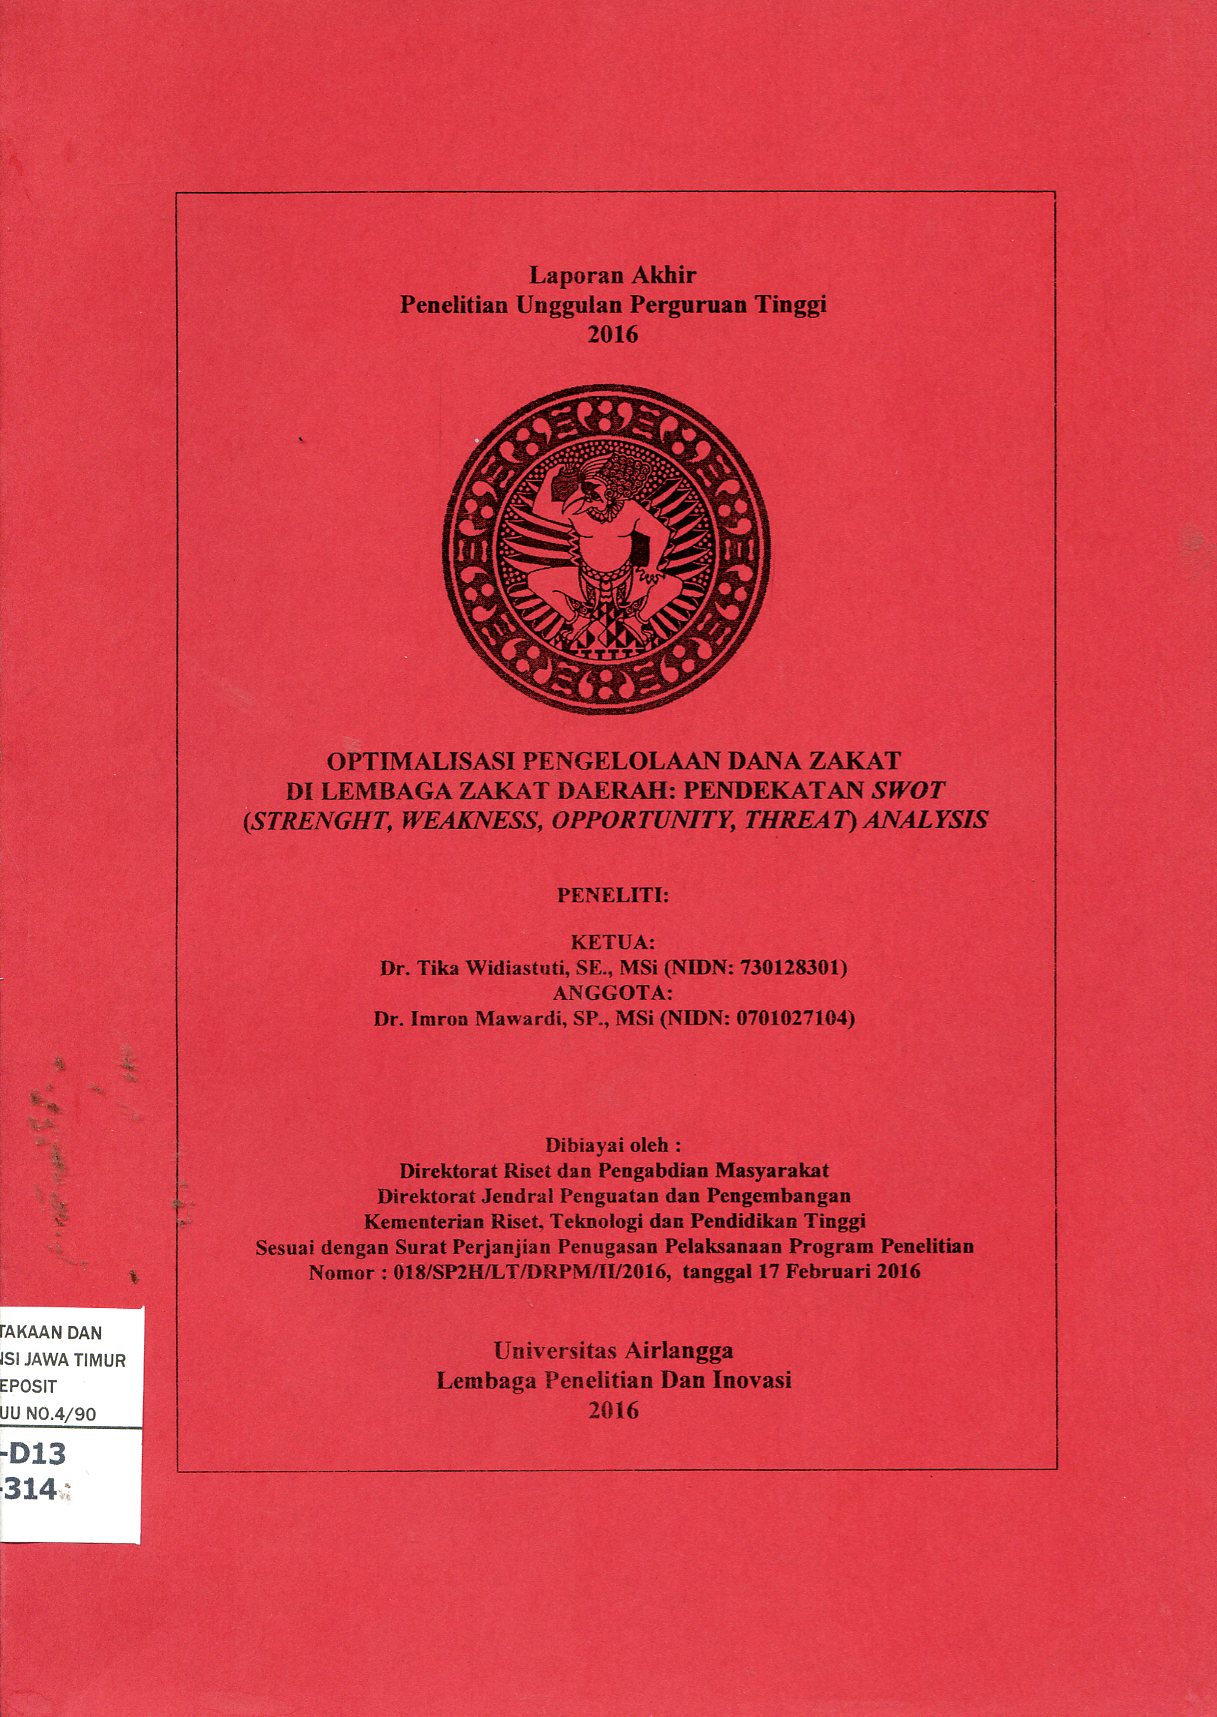 Laporan Akhir
Penelitian Unggulan Perguruan Tinggi
2016
OPTIMALISASI PENGELOLAAN DANA ZAKAT
DI LEMBAGA ZAKAT DAERAH: PENDEKATAN SWOT
(STRENGHT, WEAKNESS, OPPORTUNITY, THREAT) ANALYSIS
PENELITI:
KETUA:
Dr. Tika Widiastuti, SE., MSi (NIDN: 730128301)
ANGGOTA:
Dr. Imron Mawardi, SP., MSi (NIDN: 0701027104)
Dibiayai oleh :
Direktorat Riset dan Pengabdian Masyarakat
Direktorat Jendral Penguatan dan Pengembangan
Kementerian Riset, Teknologi dan Pendidikan Tinggi
Sesuai dengan Surat Perjanjian Penugasan Pelaksanaan Program Penelitian
Nomor : 018/SP2H/LT/DRPM/II/2016, tanggal 17 Februari 2016
Universitas Airlangga
Lembaga Penelitian Dan Inovasi
2016
TAKAAN DAN
NSI JAWA TIMUR
EPOSIT
UU NO.4/90
-D13
-314